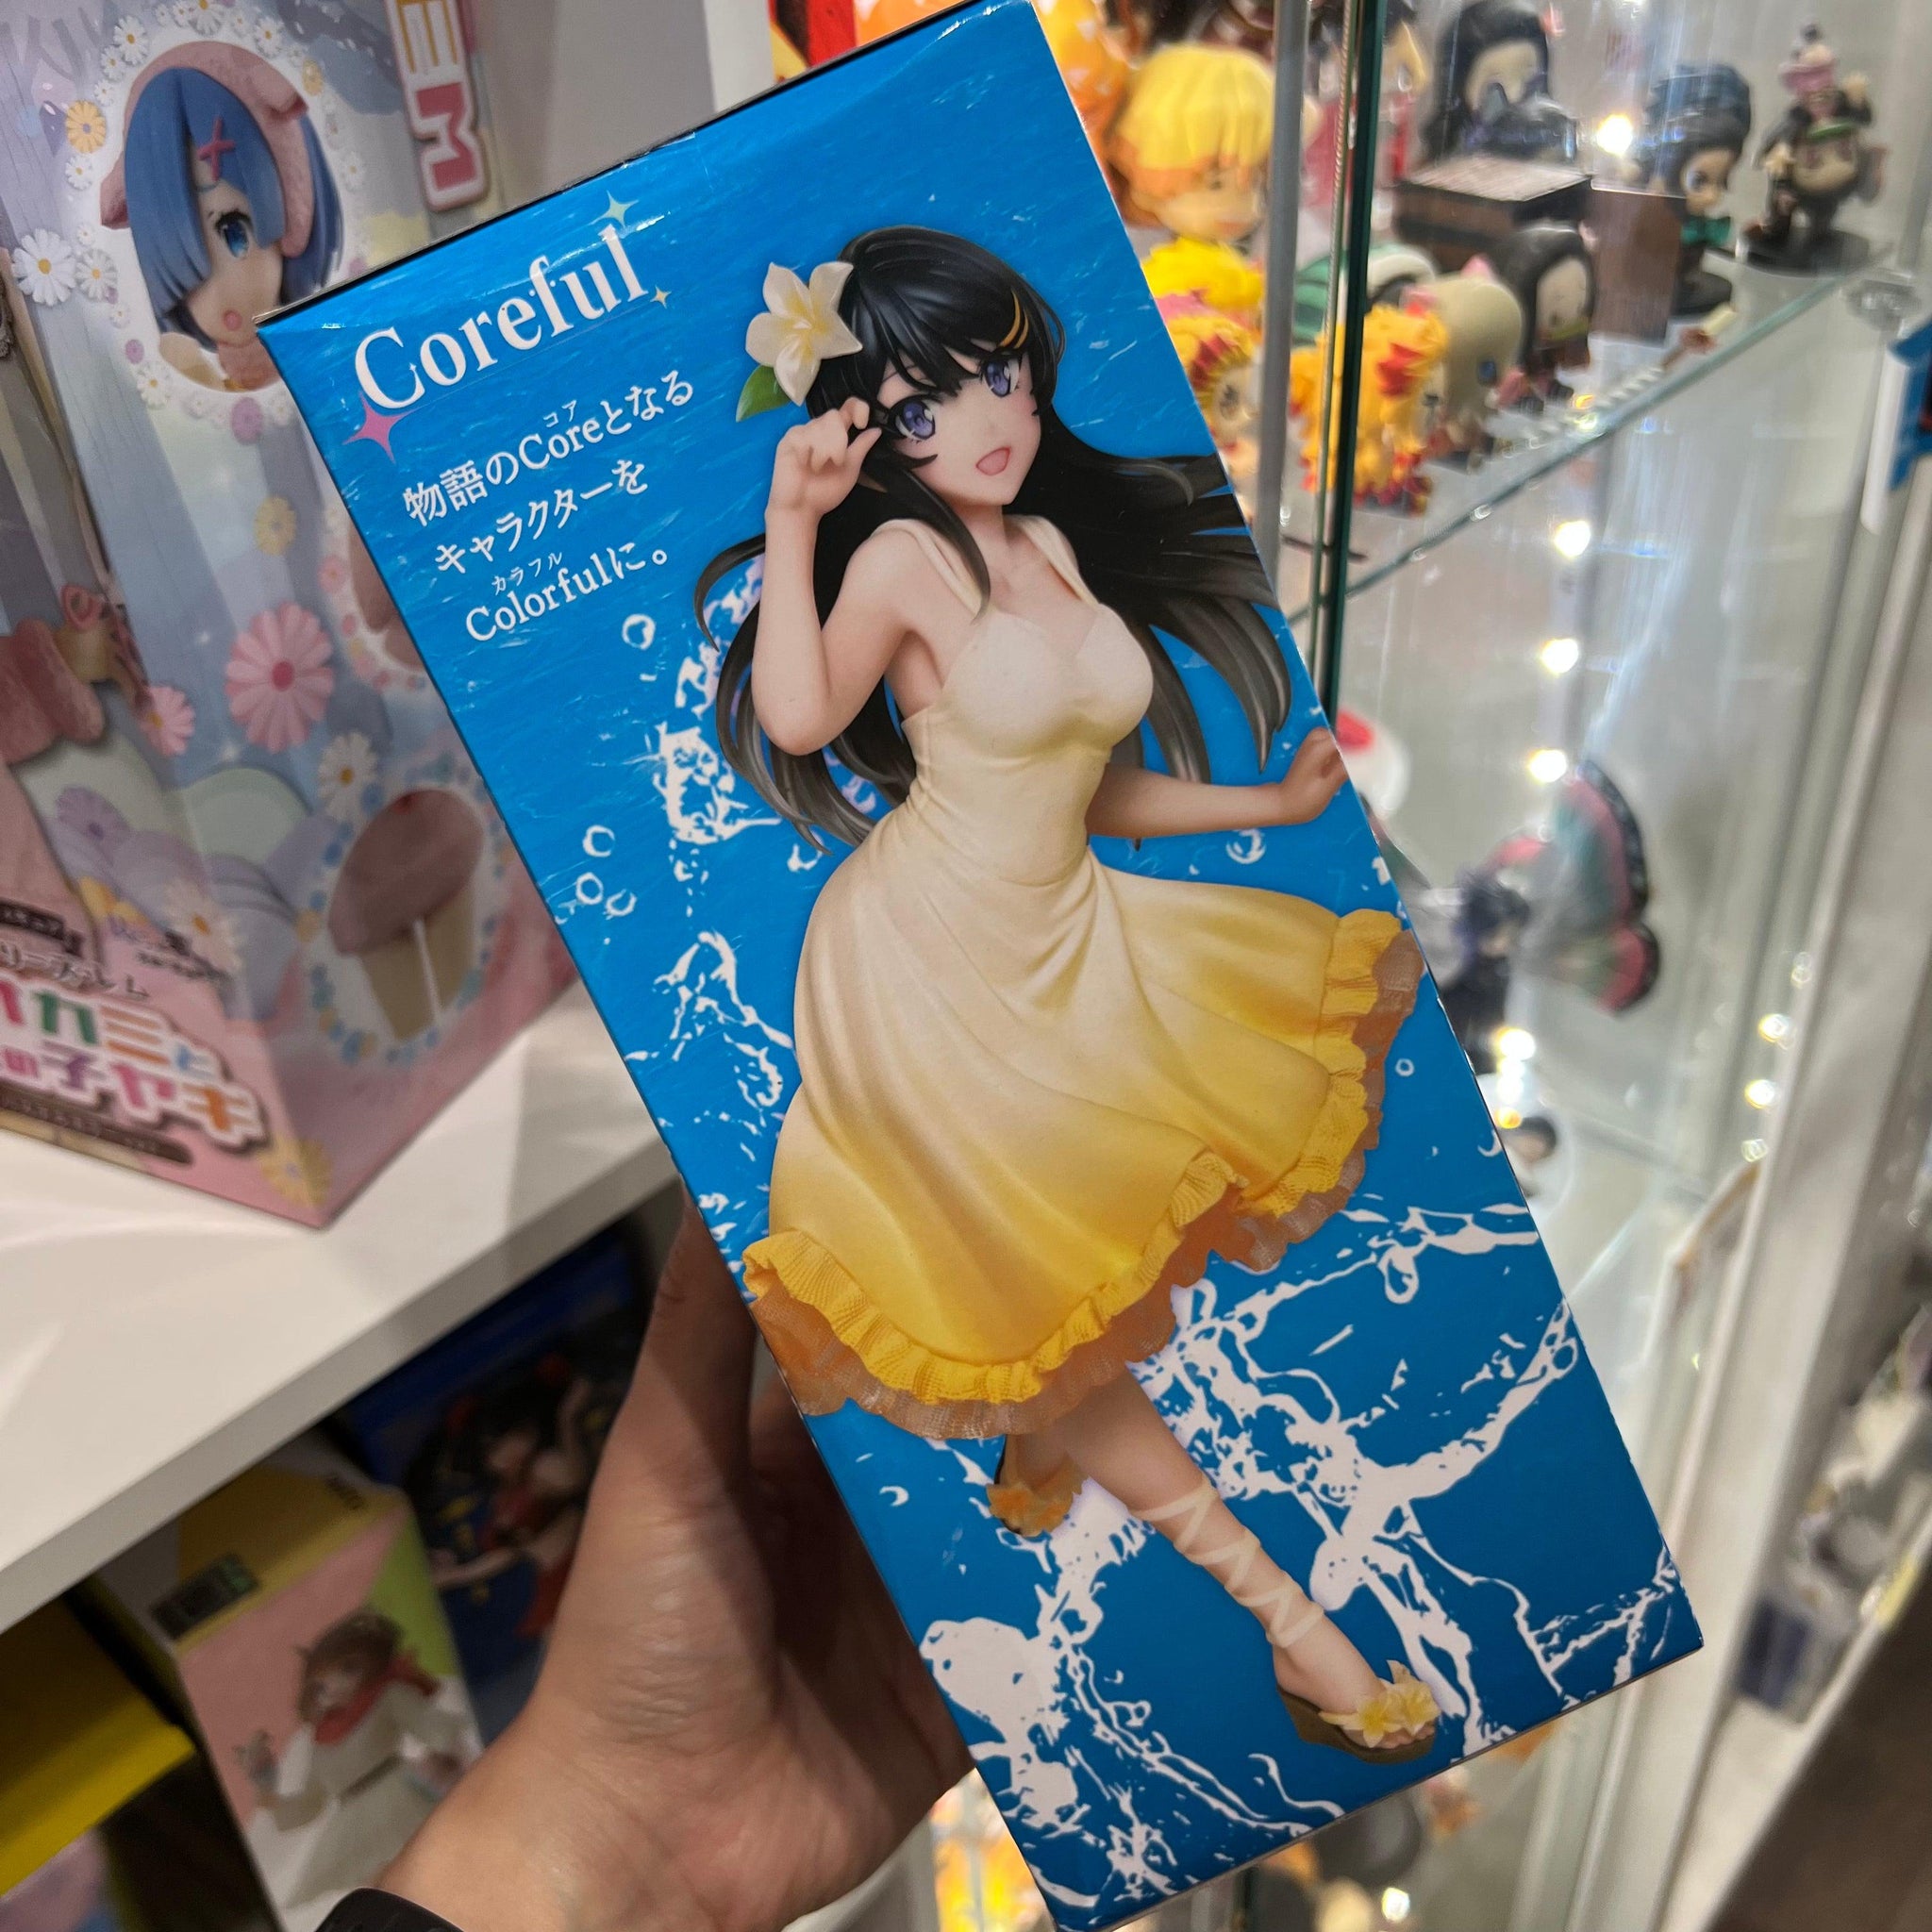 Coreful
コア
物語のCoreとなる
キャラクターを
カラフル
Colorfulに。